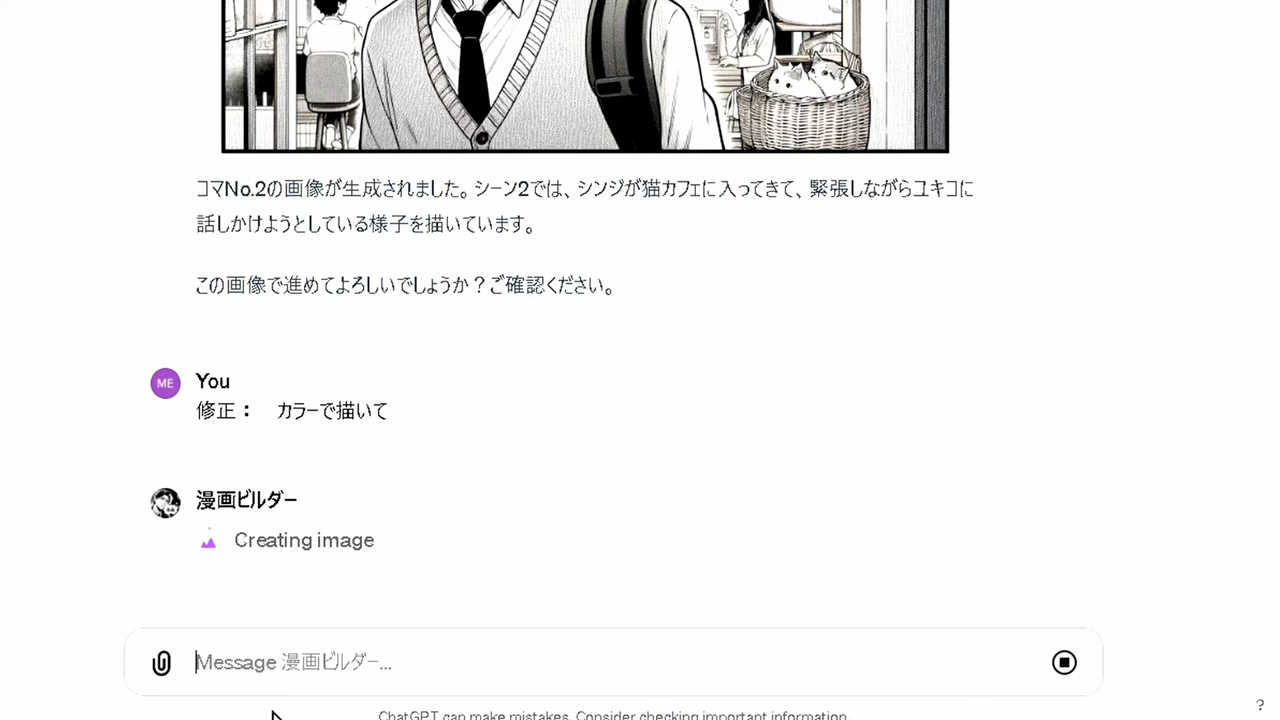 コマNo.2の画像が生成されました。シーン2では、シンジが猫カフェに入ってきて、緊張しながらユキコに
話しかけようとしている様子を描いています。
この画像で進めてよろしいでしょうか？ご確認ください。
ME
You
修正：　カラーで描いて
漫画ビルダー
Creating image
Message 漫画ビルダー...
ChatGPT can make mistakes. Consider checking important information.
?